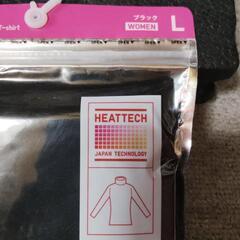 T-shirt
ブラック
WOMEN
L
HEATTECH
JAPAN TECHNOLOGY